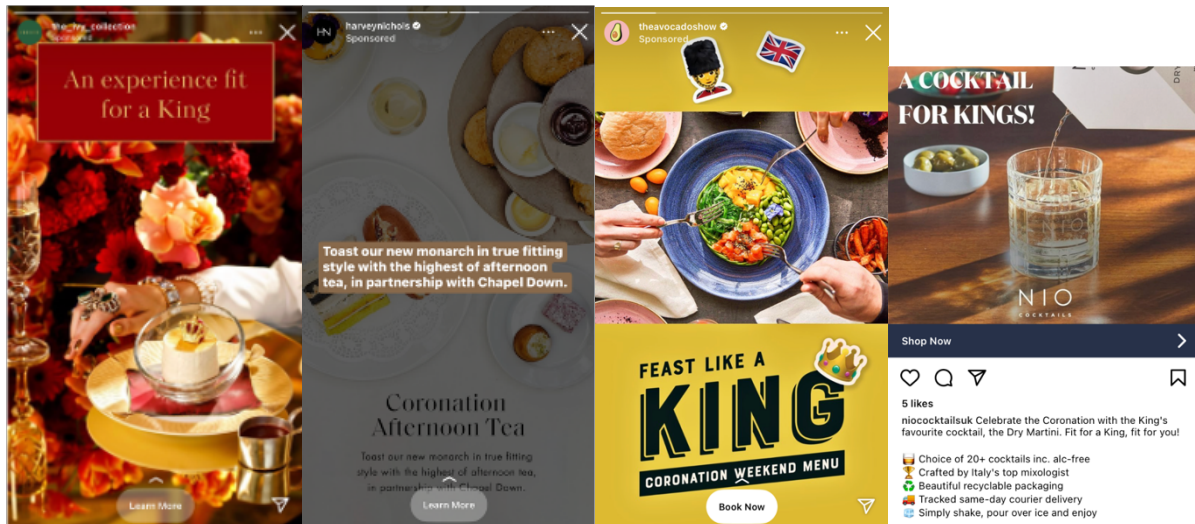 the_ivy_collection
Sponsored
An experience fit
for a King
Learn More
HN
harveynichols
Sponsored
Toast our new monarch in true fitting
style with the highest of afternoon
tea, in partnership with Chapel Down.
Coronation
Afternoon Tea
Toast our new monarch in true fitting
style with the highest of afternoon tea,
in partnership with Chapel Down.
Learn More
theavocadoshow
Sponsored
FEAST LIKE A
KING
CORONATION WEEKEND MENU
Book Now
A COCKTAIL
FOR KINGS!
DRY
NIO
NIO
COCKTAILS
Shop Now
5 likes
niococktailsuk Celebrate the Coronation with the King's
favourite cocktail, the Dry Martini. Fit for a King, fit for you!
Choice of 20+ cocktails inc. alc-free
Crafted by Italy's top mixologist
Beautiful recyclable packaging
Tracked same-day courier delivery
Simply shake, pour over ice and enjoy